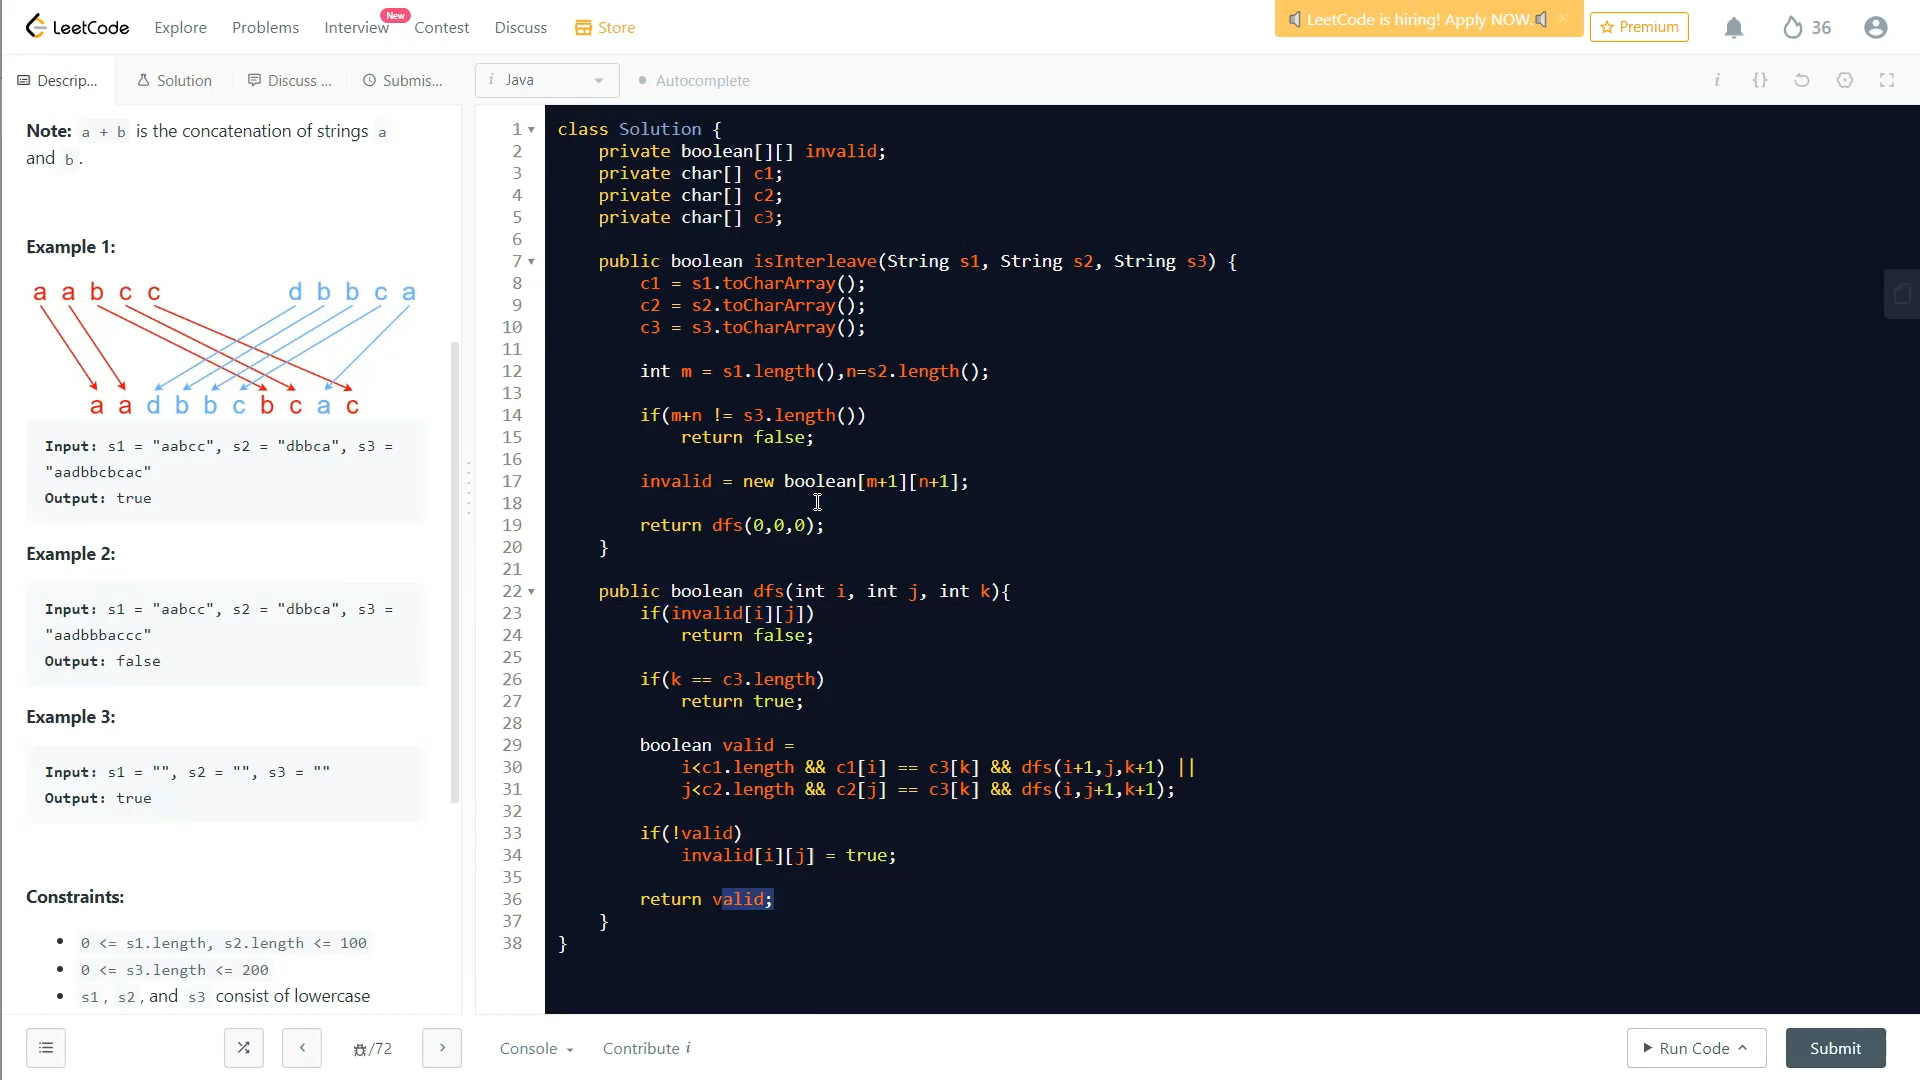 LeetCode Explore Problems Interview New Contest Discuss Store LeetCode is hiring! Apply NOW. × Premium 36
Descrip... Solution Discuss ... Submis... i Java Autocomplete i {}
Note: a + b is the concatenation of strings a
and b.
Example 1:
a a b c c d b b c a
a a d b b c b c a c
Input: s1 = "aabcc", s2 = "dbbca", s3 =
"aadbbcbcac"
Output: true
Example 2:
Input: s1 = "aabcc", s2 = "dbbca", s3 =
"aadbbbaccc"
Output: false
Example 3:
Input: s1 = "", s2 = "", s3 = ""
Output: true
Constraints:
• 0 <= s1.length, s2.length <= 100
• 0 <= s3.length <= 200
• s1, s2, and s3 consist of lowercase
1 class Solution {
2 private boolean[][] invalid;
3 private char[] c1;
4 private char[] c2;
5 private char[] c3;
6
7 public boolean isInterleave(String s1, String s2, String s3) {
8 c1 = s1.toCharArray();
9 c2 = s2.toCharArray();
10 c3 = s3.toCharArray();
11
12 int m = s1.length(),n=s2.length();
13
14 if(m+n != s3.length())
15 return false;
16
17 invalid = new boolean[m+1][n+1];
18
19 return dfs(0,0,0);
20 }
21
22 public boolean dfs(int i, int j, int k){
23 if(invalid[i][j])
24 return false;
25
26 if(k == c3.length)
27 return true;
28
29 boolean valid =
30 i<c1.length && c1[i] == c3[k] && dfs(i+1,j,k+1) ||
31 j<c2.length && c2[j] == c3[k] && dfs(i,j+1,k+1);
32
33 if(!valid)
34 invalid[i][j] = true;
35
36 return valid;
37 }
38 }
/72 Console Contribute i Run Code Submit